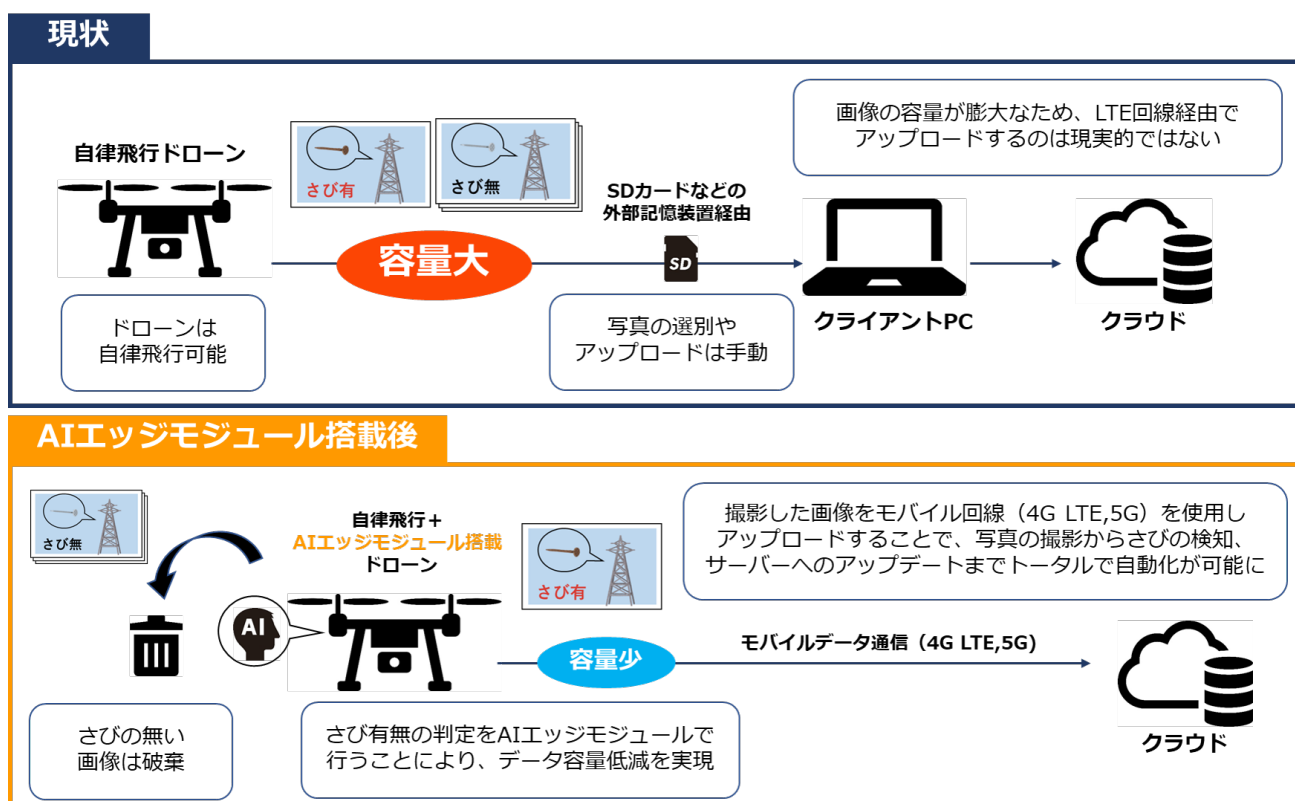 現状
画像の容量が膨大なため、LTE回線経由で
アップロードするのは現実的ではない
自律飛行ドローン
さび有
さび無
SDカードなどの
外部記憶装置経由
容量大
SD
クライアントPC
クラウド
ドローンは
自律飛行可能
写真の選別や
アップロードは手動
AIエッジモジュール搭載後
さび無
自律飛行＋
AIエッジモジュール搭載
ドローン
さび有
撮影した画像をモバイル回線（4G LTE,5G）を使用し
アップロードすることで、写真の撮影からさびの検知、
サーバーへのアップデートまでトータルで自動化が可能に
AI
容量少
モバイルデータ通信（4G LTE,5G)
クラウド
さびの無い
画像は破棄
さび有無の判定をAIエッジモジュールで
行うことにより、データ容量低減を実現